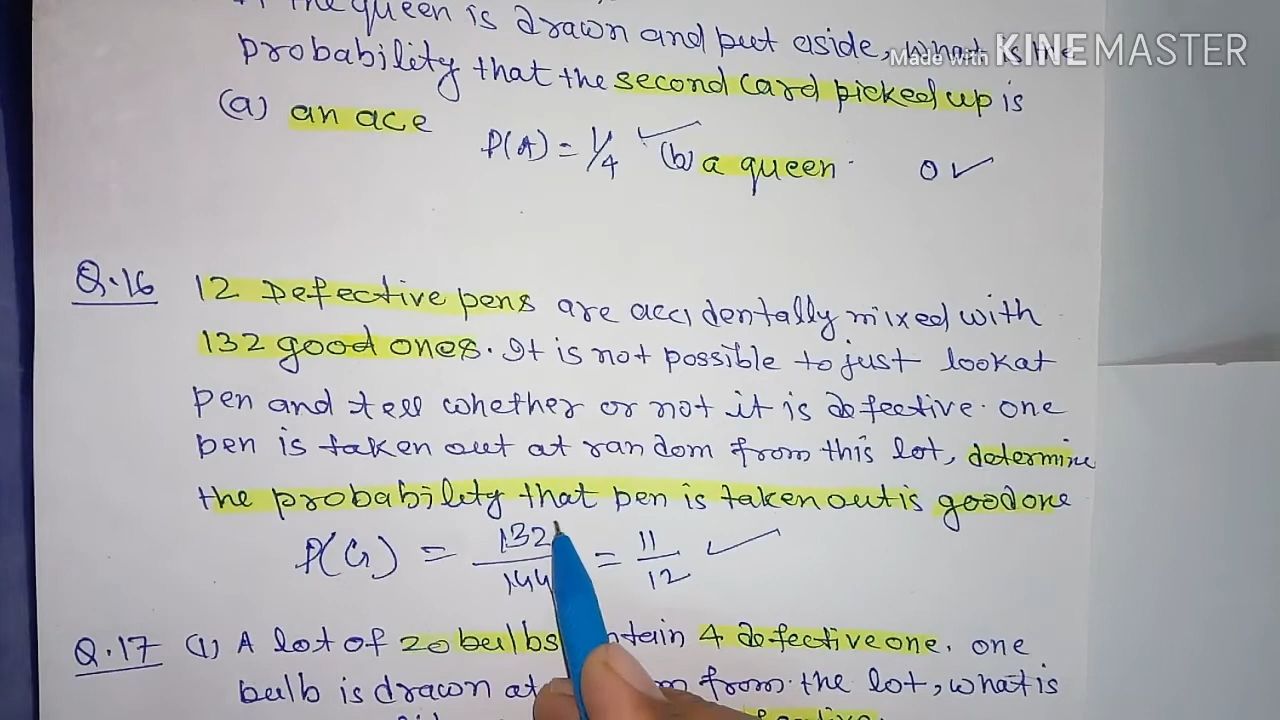 the queen is drawn and put aside, what is the
Made with KINEMASTER
probability that the second card picked up is
(a) an ace
P(A) = 1/4 (b) a queen. 0
Q.16 12 Defective pens are accidentally mixed with
132 good ones. It is not possible to just look at
pen and tell whether or not it is defective. one
pen is taken out at random from this lot, determine
the probability that pen is taken out is good one
P(G) = 132/144 = 11/12
Q.17 (1) A lot of 20 bulbs ntain 4 defective one. one
bulb is drawn at m from the lot, what is